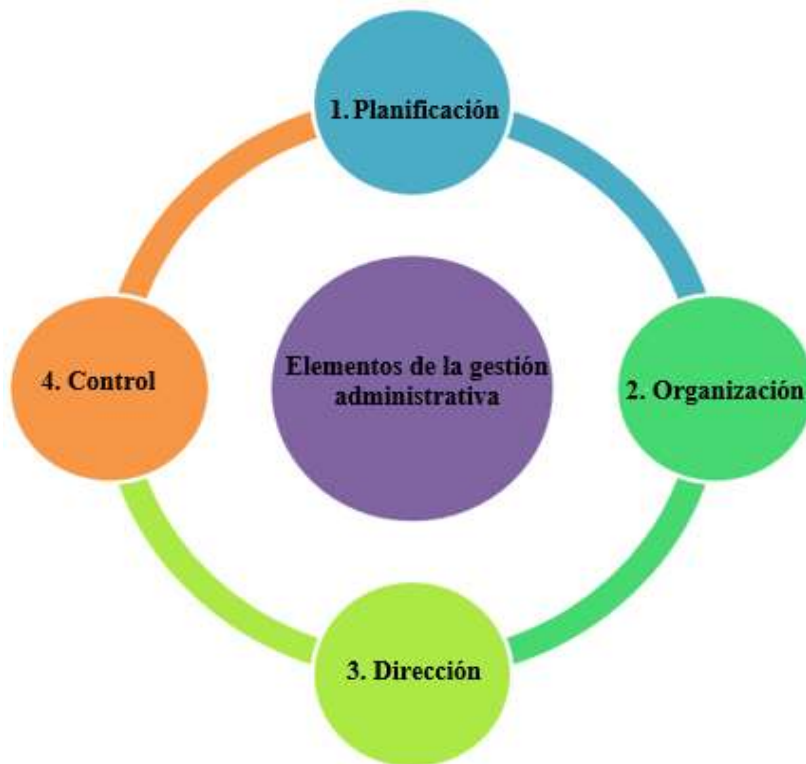 1. Planificación
Elementos de la gestión
administrativa
4. Control
2. Organización
3. Dirección